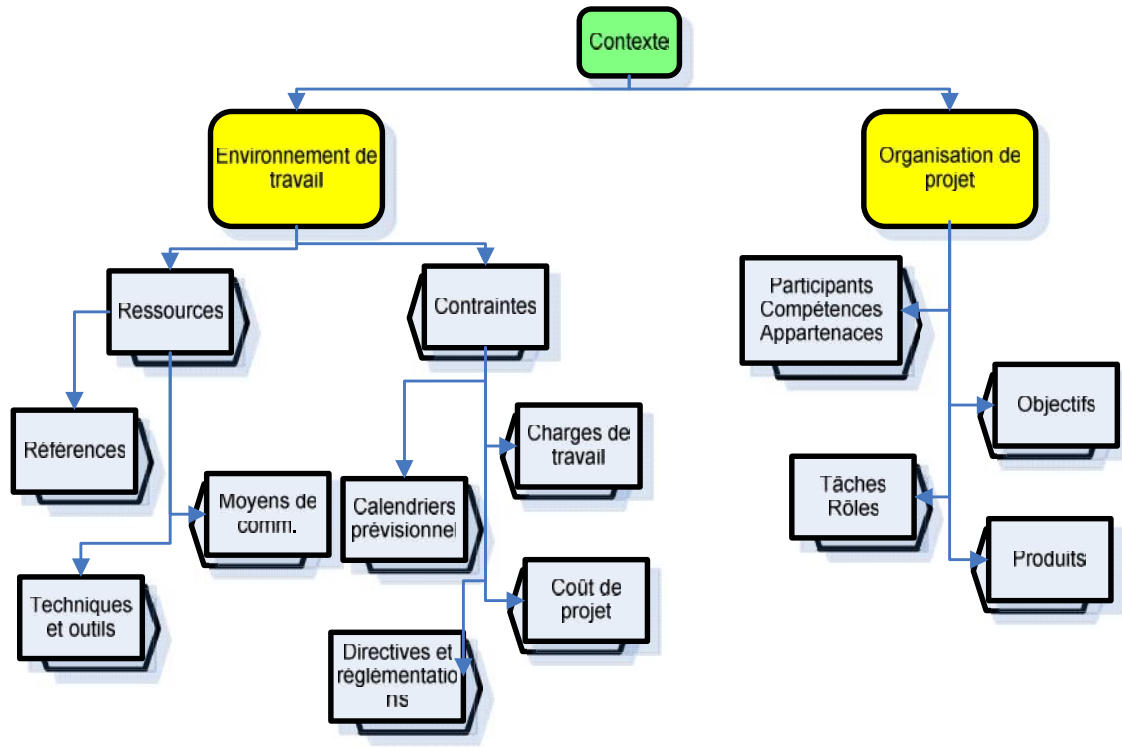 Contexte
Environnement de
travail
Organisation de
projet
Ressources
Contraintes
Participants
Compétences
Appartenaces
Objectifs
Références
Charges de
travail
Moyens de
comm.
Calendriers
prévisionnel
Tâches
Rôles
Produits
Techniques
et outils
Coût de
projet
Directives et
règlémentatio
ns